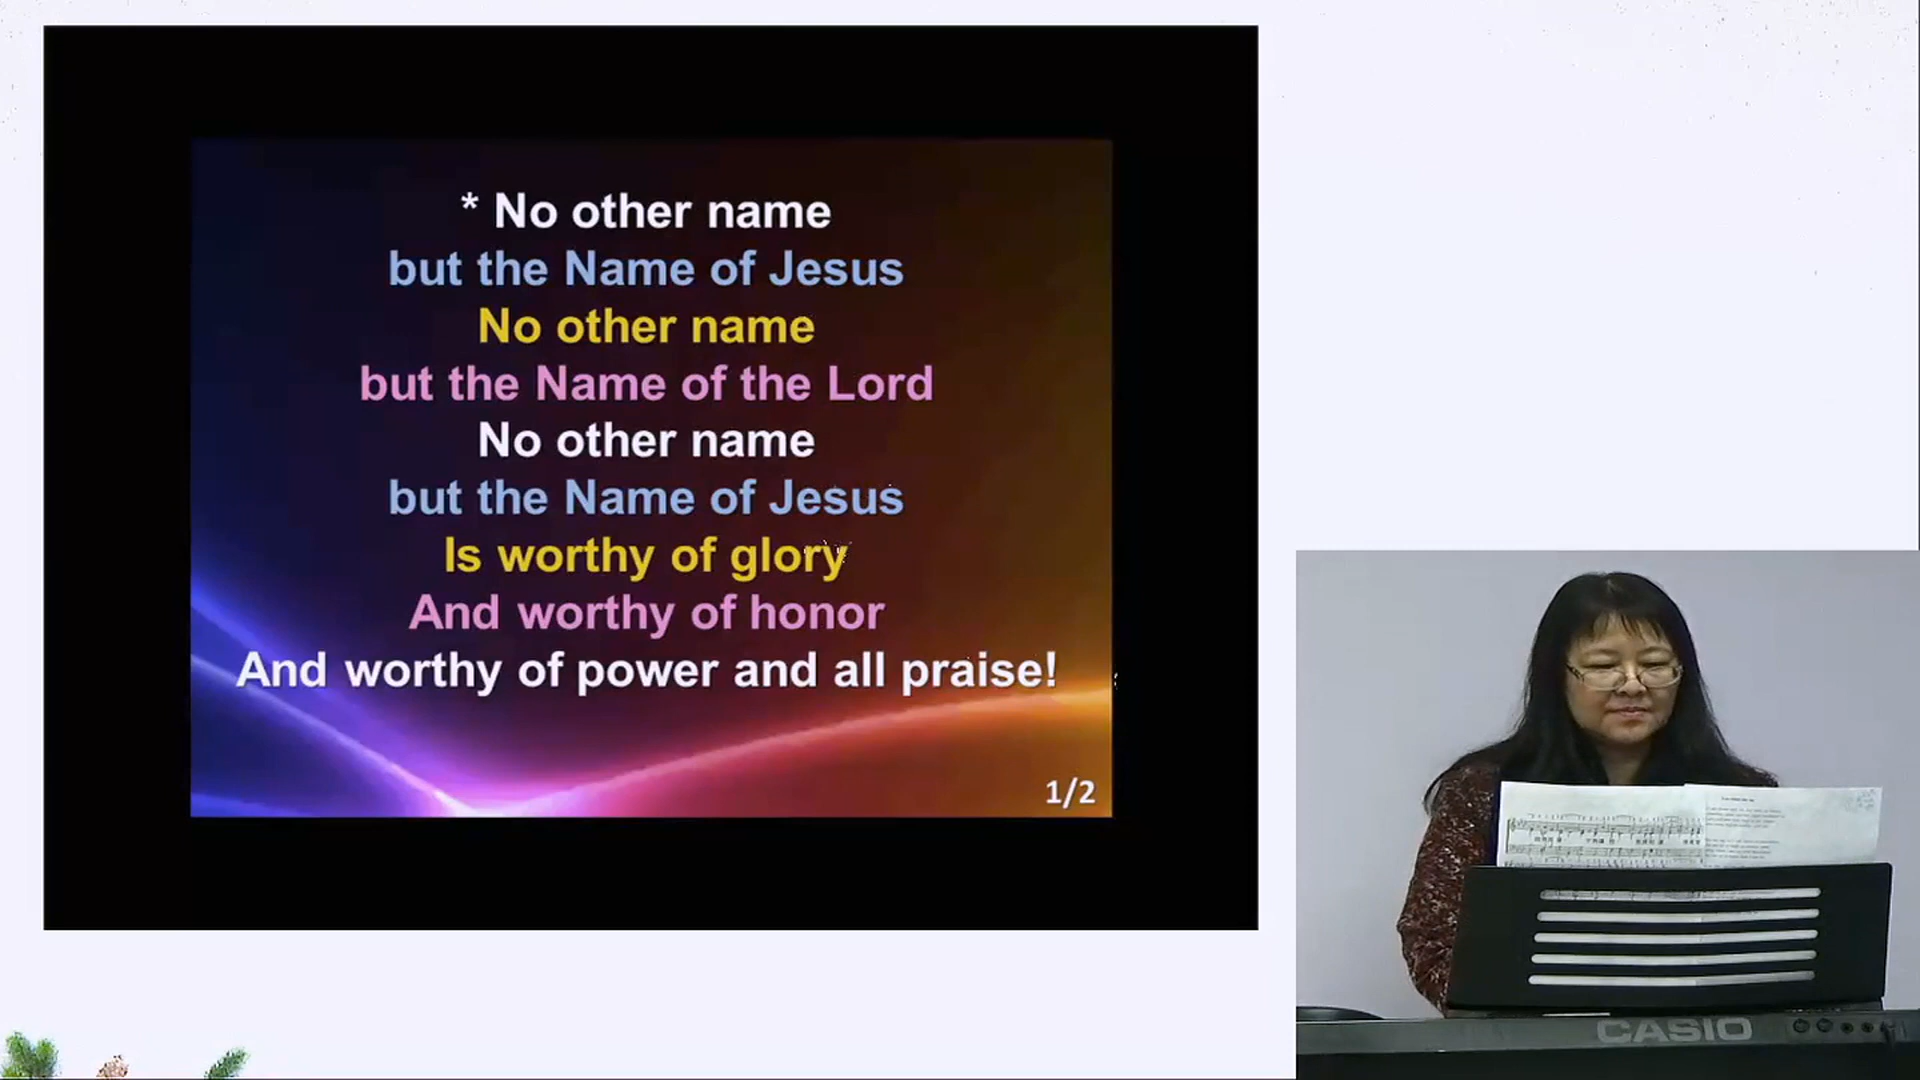 * No other name
but the Name of Jesus
No other name
but the Name of the Lord
No other name
but the Name of Jesus
Is worthy of glory
And worthy of honor
And worthy of power and all praise!
1/2
CASIO